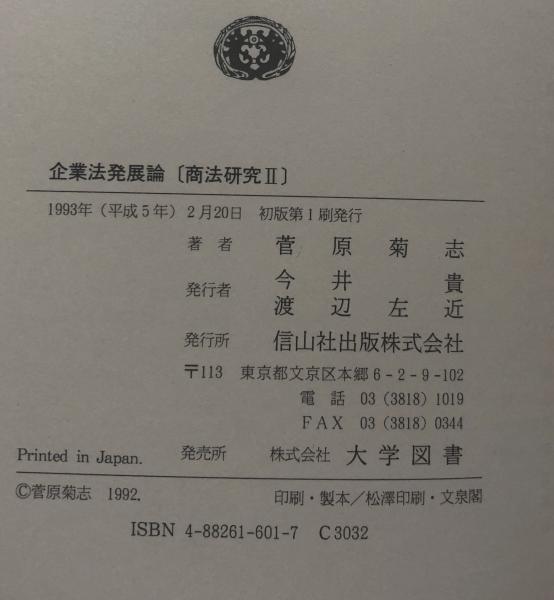 企業法発展論〔商法研究Ⅱ〕
1993年（平成5年）2月20日　初版第1刷発行
著者　菅原菊志
発行者　今井貴
渡辺左近
発行所　信山社出版株式会社
〒113　東京都文京区本郷6-2-9-102
電話　03（3818）1019
FAX　03（3818）0344
Printed in Japan.　発売所　株式会社　大学図書
©菅原菊志　1992.　印刷・製本／松澤印刷・文泉閣
ISBN 4-88261-601-7　C3032